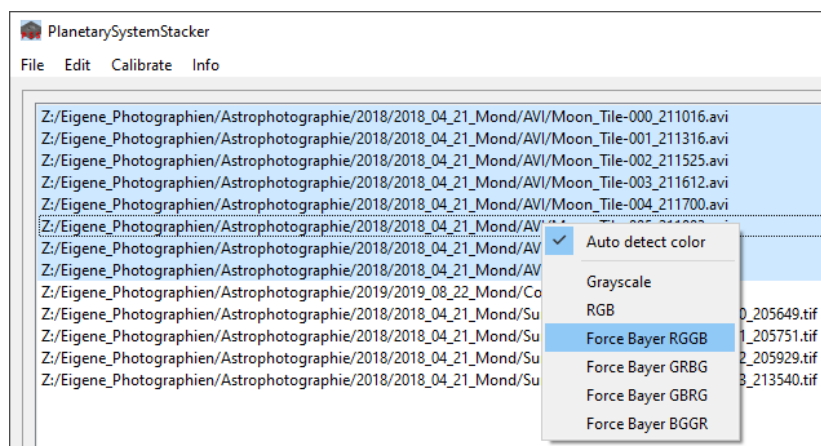 PlanetarySystemStacker
File Edit Calibrate Info
Z:/Eigene_Photographien/Astrophotographie/2018/2018_04_21_Mond/AVI/Moon_Tile-000_211016.avi
Z:/Eigene_Photographien/Astrophotographie/2018/2018_04_21_Mond/AVI/Moon_Tile-001_211316.avi
Z:/Eigene_Photographien/Astrophotographie/2018/2018_04_21_Mond/AVI/Moon_Tile-002_211525.avi
Z:/Eigene_Photographien/Astrophotographie/2018/2018_04_21_Mond/AVI/Moon_Tile-003_211612.avi
Z:/Eigene_Photographien/Astrophotographie/2018/2018_04_21_Mond/AVI/Moon_Tile-004_211700.avi
Z:/Eigene_Photographien/Astrophotographie/2018/2018_04_21_Mond/AVI
Z:/Eigene_Photographien/Astrophotographie/2018/2018_04_21_Mond/AV
Z:/Eigene_Photographien/Astrophotographie/2018/2018_04_21_Mond/AV
Z:/Eigene_Photographien/Astrophotographie/2019/2019_08_22_Mond/Co
Z:/Eigene_Photographien/Astrophotographie/2018/2018_04_21_Mond/Su 0_205649.tif
Z:/Eigene_Photographien/Astrophotographie/2018/2018_04_21_Mond/Su 1_205751.tif
Z:/Eigene_Photographien/Astrophotographie/2018/2018_04_21_Mond/Su 2_205929.tif
Z:/Eigene_Photographien/Astrophotographie/2018/2018_04_21_Mond/Su 3_213540.tif
Auto detect color
Grayscale
RGB
Force Bayer RGGB
Force Bayer GRBG
Force Bayer GBRG
Force Bayer BGGR